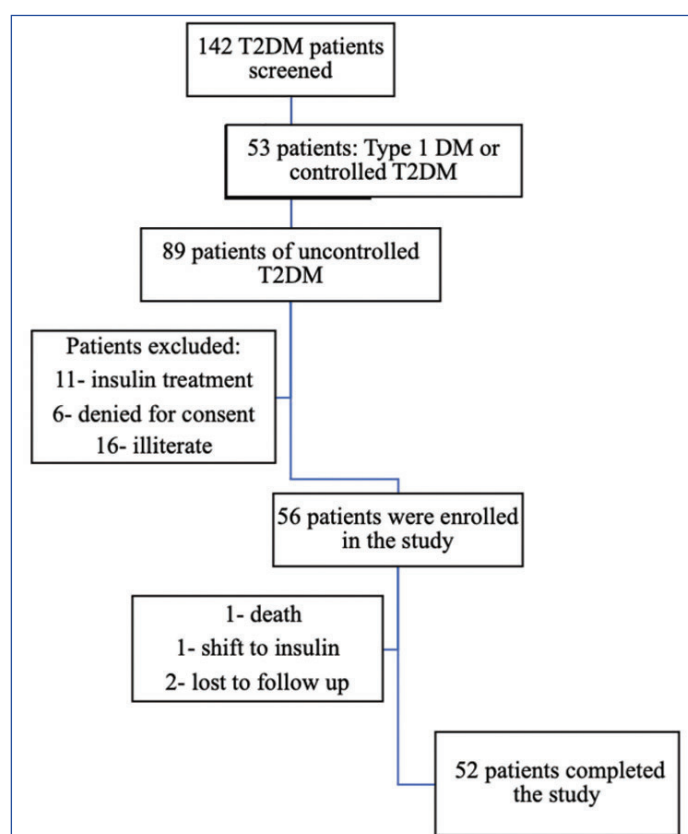 142 T2DM patients
screened
53 patients: Type 1 DM or
controlled T2DM
89 patients of uncontrolled
T2DM
Patients excluded:
11- insulin treatment
6- denied for consent
16- illiterate
56 patients were enrolled
in the study
1- death
1- shift to insulin
2- lost to follow up
52 patients completed
the study